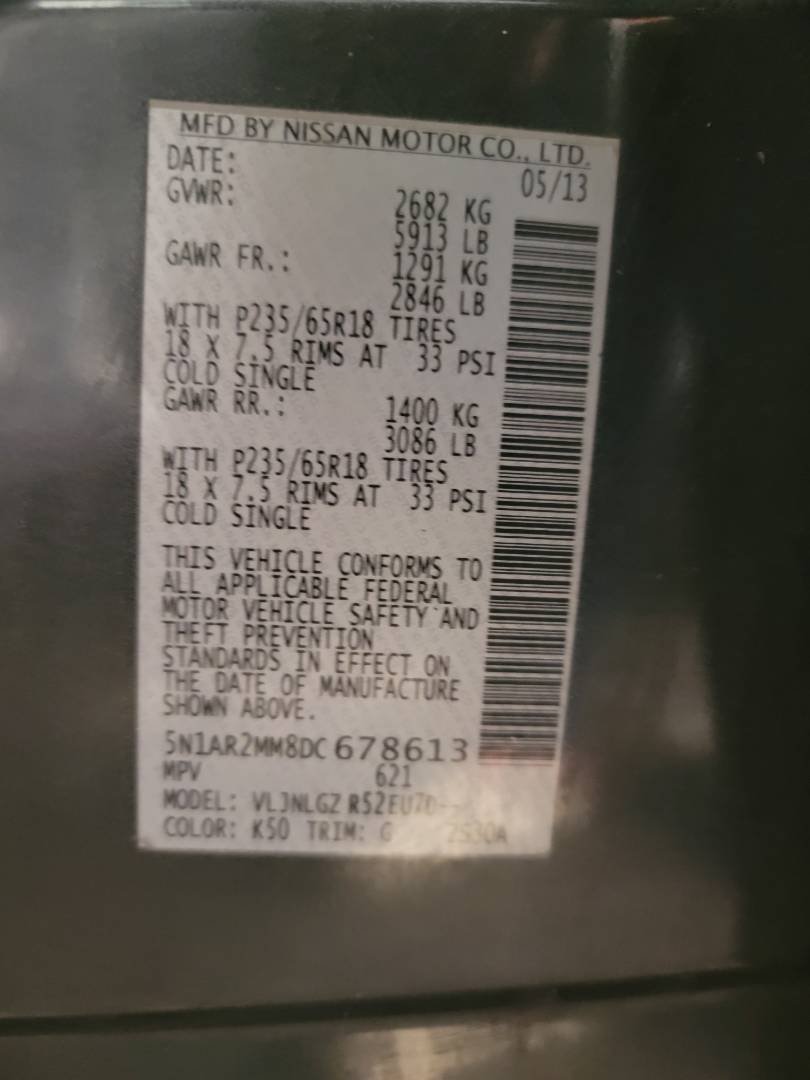 MFD BY NISSAN MOTOR CO., LTD.
DATE: 05/13
GVWR: 2682 KG
5913 LB
GAWR FR.: 1291 KG
2846 LB
WITH P235/65R18 TIRES
18 X 7.5 RIMS AT 33 PSI
COLD SINGLE
GAWR RR.: 1400 KG
3086 LB
WITH P235/65R18 TIRES
18 X 7.5 RIMS AT 33 PSI
COLD SINGLE
THIS VEHICLE CONFORMS TO
ALL APPLICABLE FEDERAL
MOTOR VEHICLE SAFETY AND
THEFT PREVENTION
STANDARDS IN EFFECT ON
THE DATE OF MANUFACTURE
SHOWN ABOVE.
5N1AR2MM8DC 678613
MPV 621
MODEL: VLJNLGZ
COLOR: K50 TRIM: G